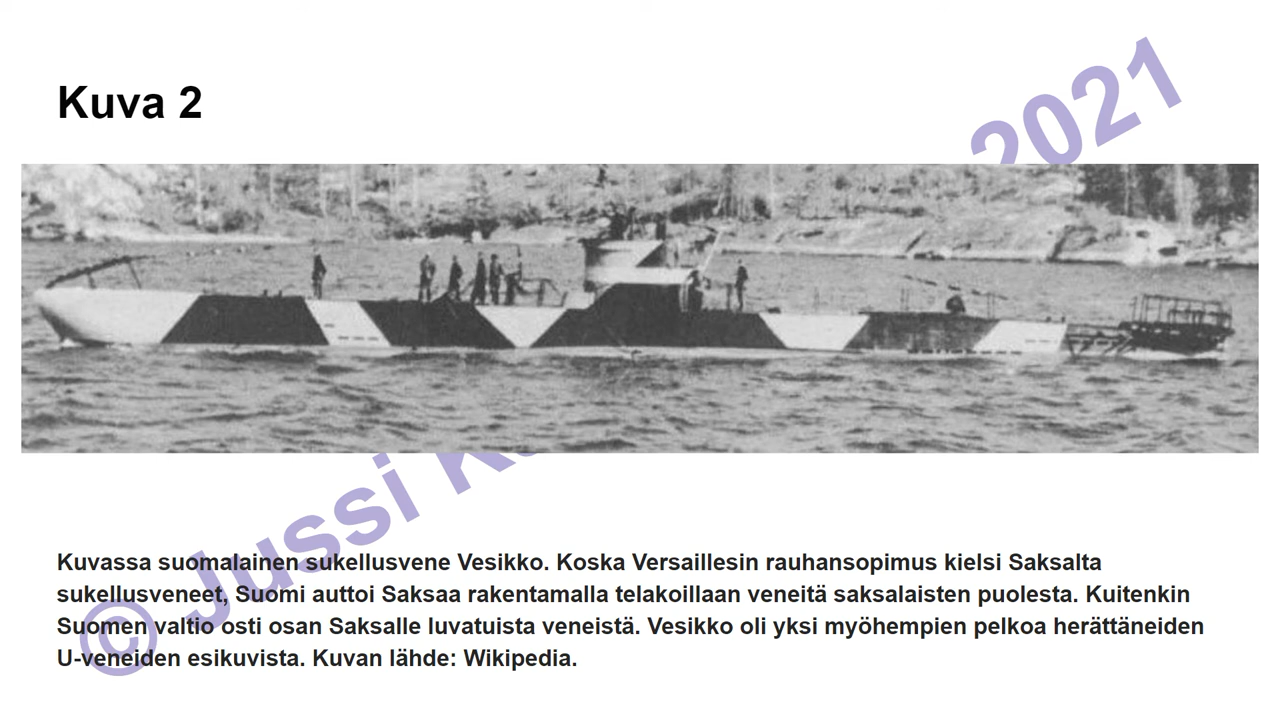 Kuva 2
2021
© Jussi
Kuvassa suomalainen sukellusvene Vesikko. Koska Versaillesin rauhansopimus kielsi Saksalta
sukellusveneet, Suomi auttoi Saksaa rakentamalla telakoillaan veneitä saksalaisten puolesta. Kuitenkin
Suomen valtio osti osan Saksalle luvatuista veneistä. Vesikko oli yksi myöhempien pelkoa herättäneiden
U-veneiden esikuvista. Kuvan lähde: Wikipedia.